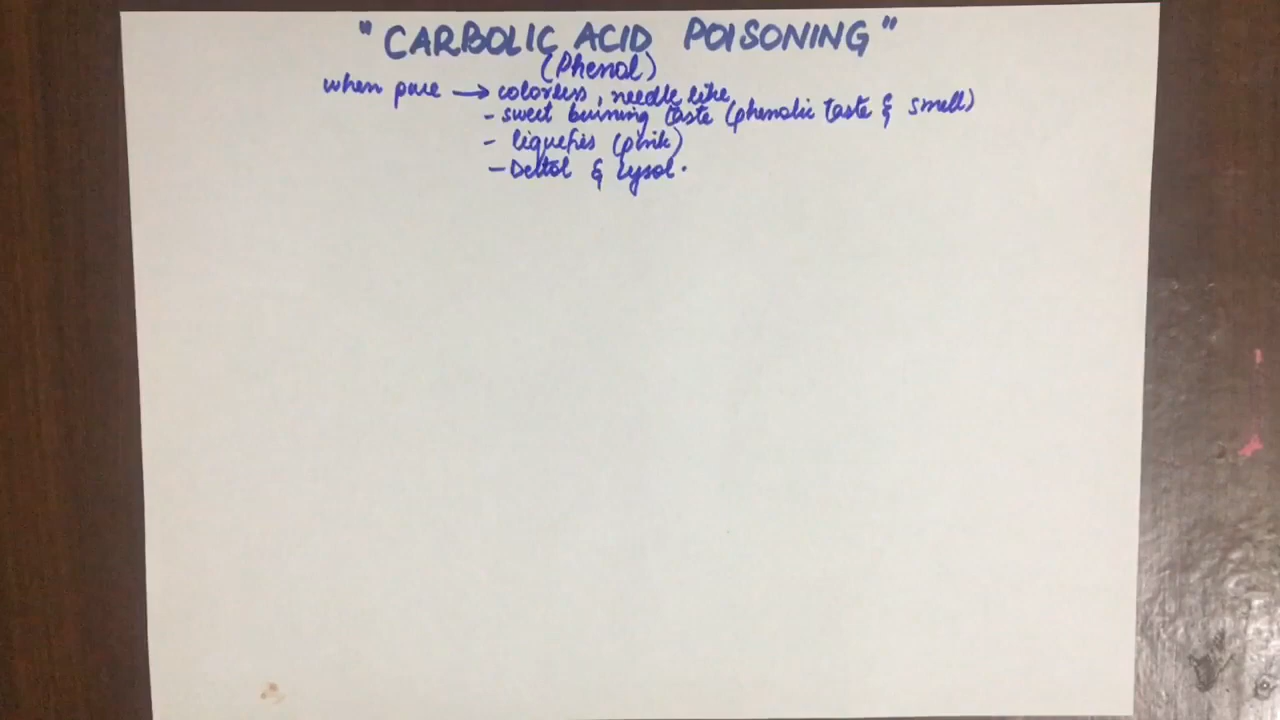 "CARBOLIC ACID POISONING"
(Phenol)
when pure → colorless, needle like
- sweet burning taste (phenolic taste & smell)
- liquefies (pink)
- Dettol & Lysol.